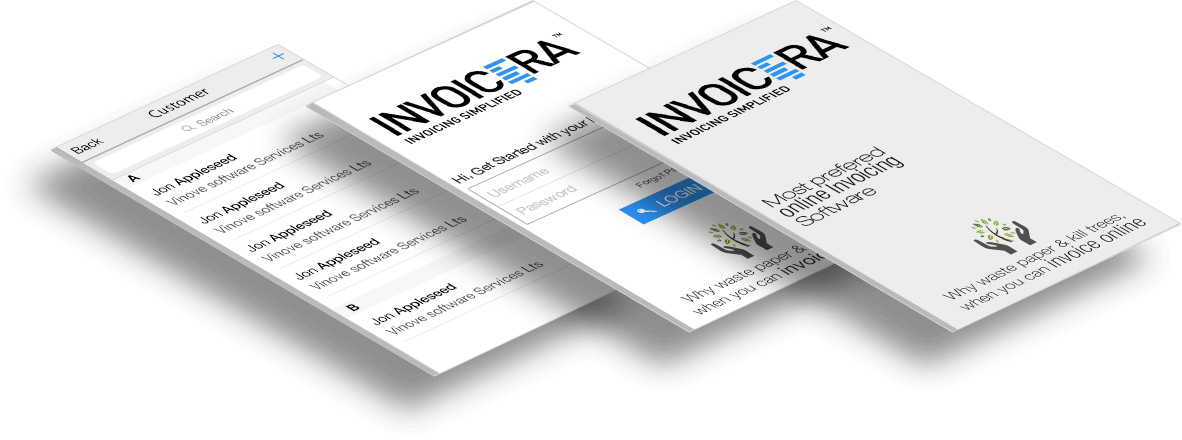 Back
Customer
+
Search
A
Jon Appleseed
Vinove software Services Lts
Jon Appleseed
Vinove software Services Lts
Jon Appleseed
Vinove software Services Lts
Jon Appleseed
Vinove software Services Lts
B
Jon Appleseed
Vinove software Services Lts
INVOICERA™
INVOICING SIMPLIFIED
Hi, Get Started with your
Username
Password
Forgot
LOGIN
Why waste paper &
when you can
INVOICERA™
INVOICING SIMPLIFIED
Most prefered
online Invoicing
Software
Why waste paper & kill trees,
when you can invoice online